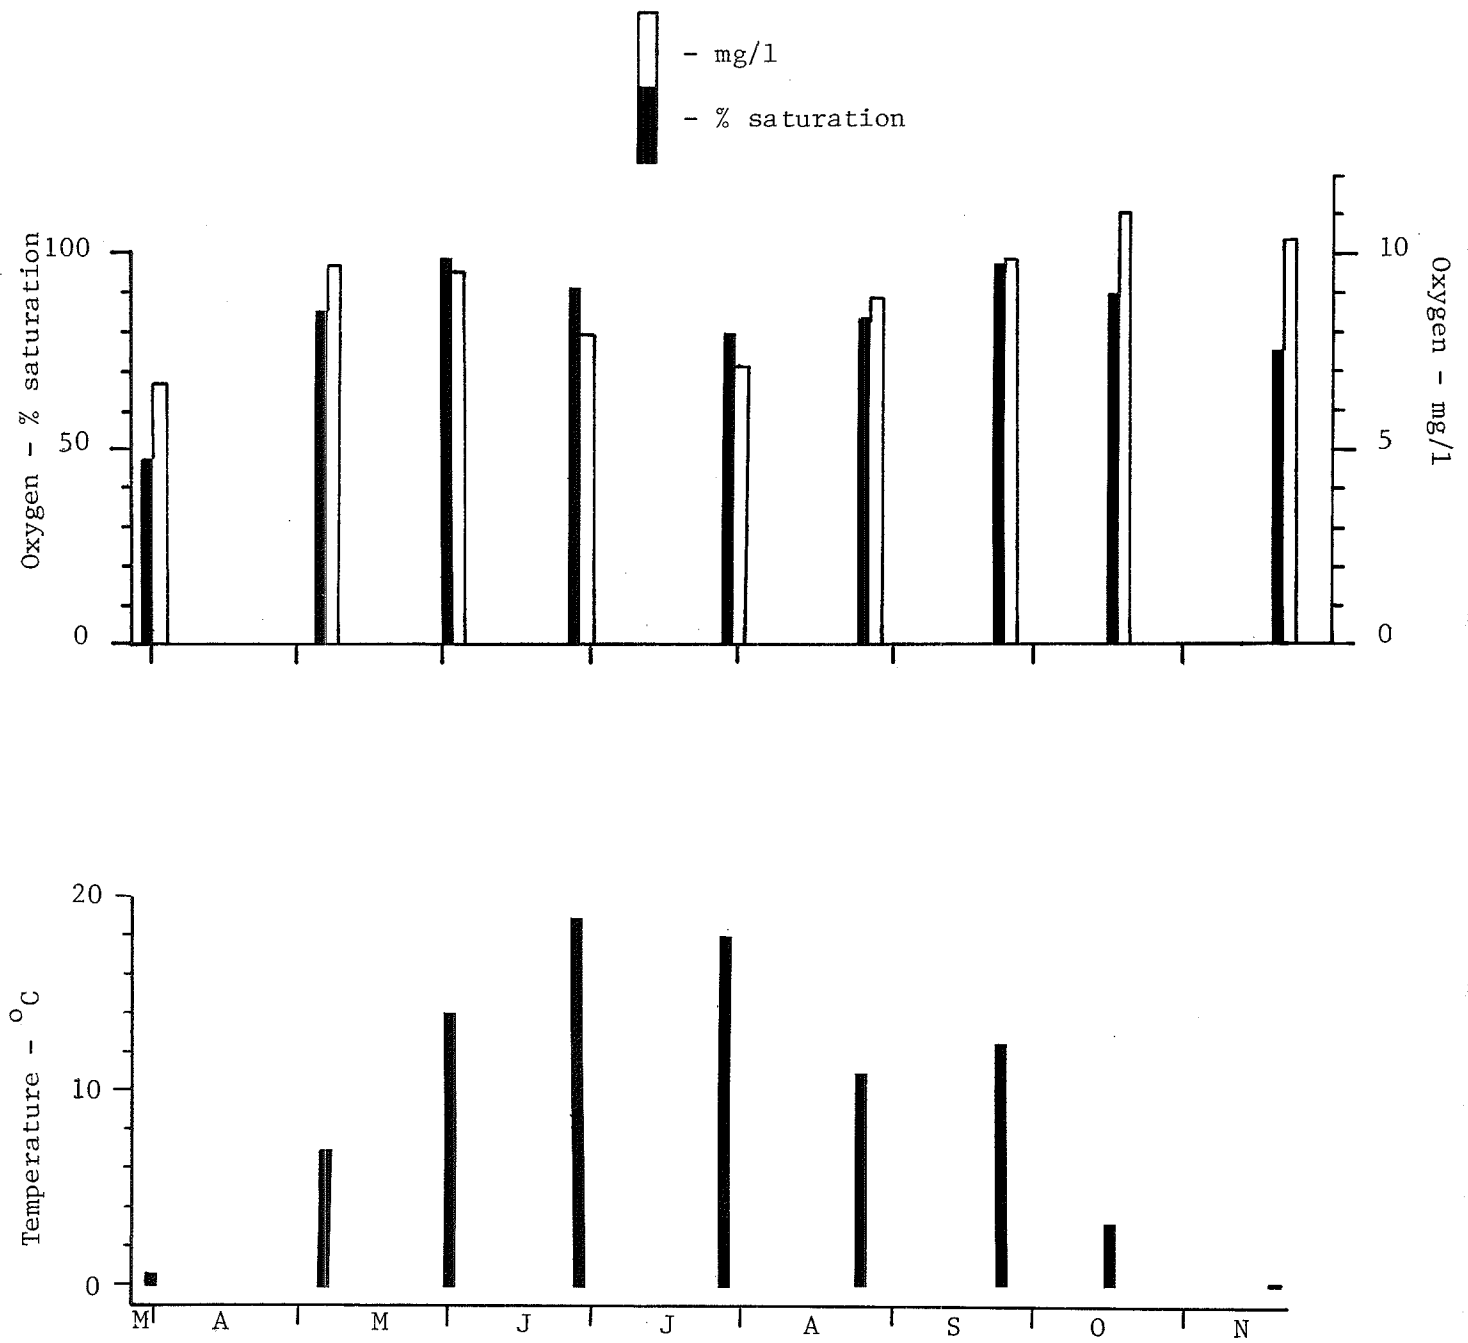 - mg/l
- % saturation
Oxygen - % saturation
100
50
0
10
5
0
Oxygen - mg/l
Temperature - °C
20
10
0
M A M J J A S O N